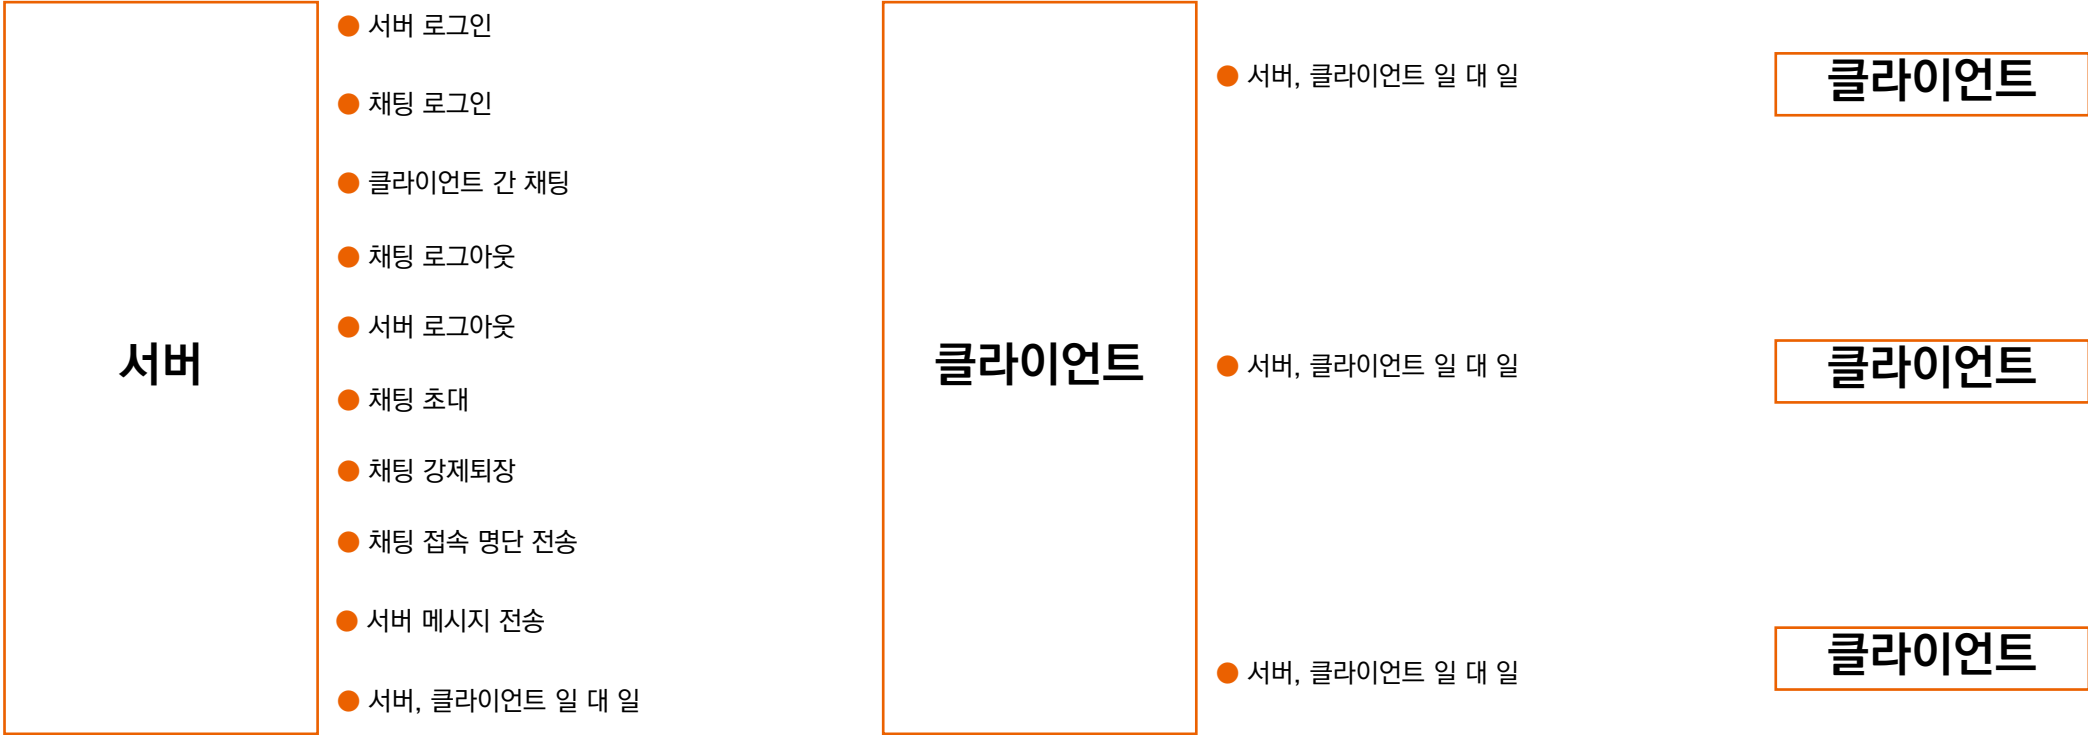 서버
서버 로그인
채팅 로그인
클라이언트 간 채팅
채팅 로그아웃
서버 로그아웃
채팅 초대
채팅 강제퇴장
채팅 접속 명단 전송
서버 메시지 전송
서버, 클라이언트 일 대 일
클라이언트
서버, 클라이언트 일 대 일
서버, 클라이언트 일 대 일
서버, 클라이언트 일 대 일
클라이언트
클라이언트
클라이언트